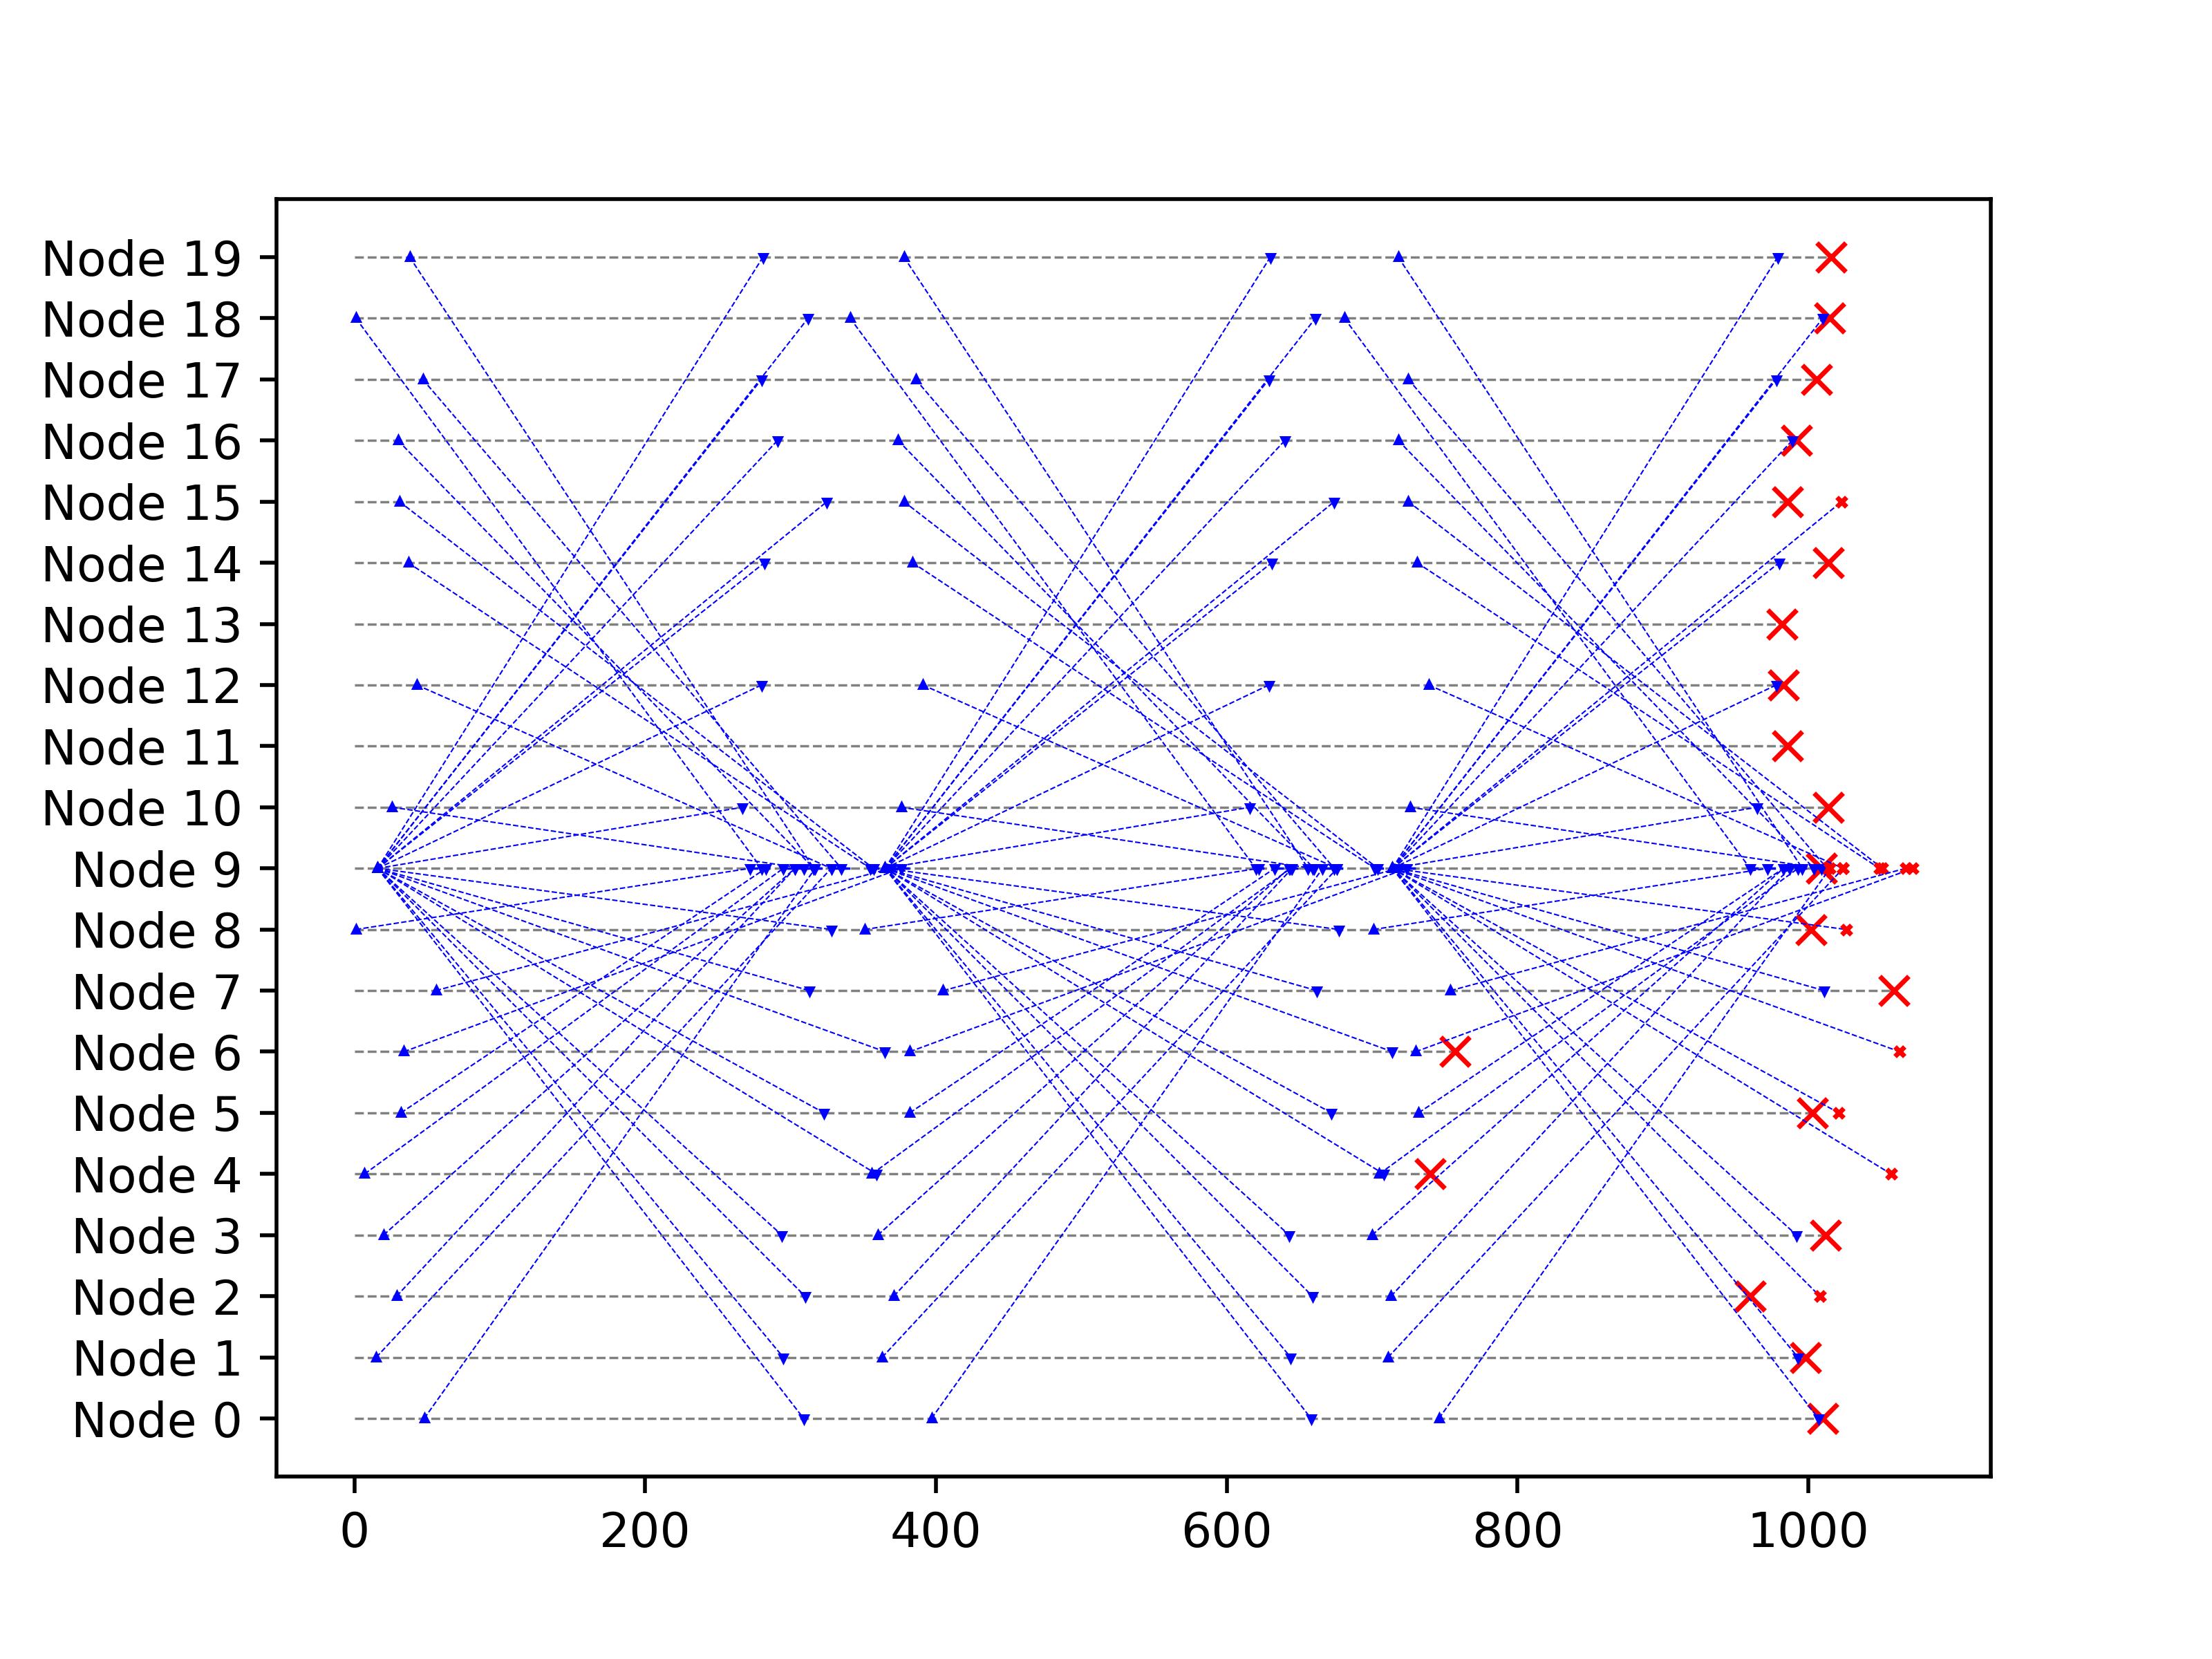 Node 19
Node 18
Node 17
Node 16
Node 15
Node 14
Node 13
Node 12
Node 11
Node 10
Node 9
Node 8
Node 7
Node 6
Node 5
Node 4
Node 3
Node 2
Node 1
Node 0
0 200 400 600 800 1000